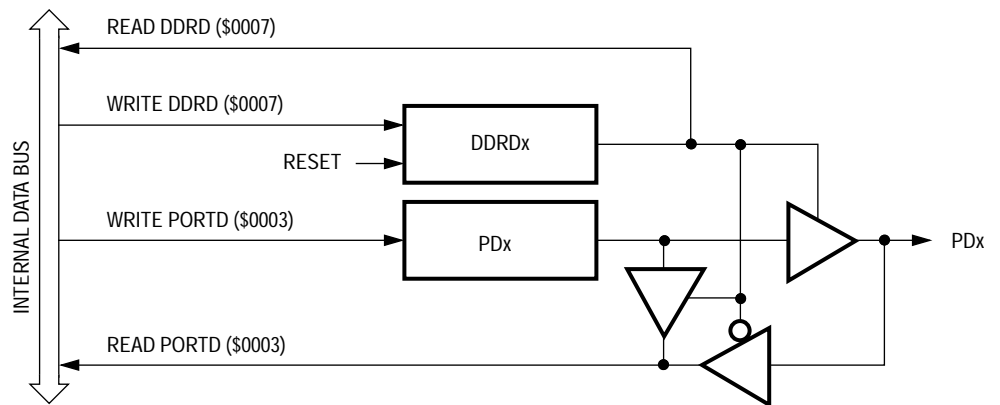 READ DDRD ($0007)
WRITE DDRD ($0007)
DDRDx
RESET
INTERNAL DATA BUS
WRITE PORTD ($0003)
PDx
PDx
READ PORTD ($0003)